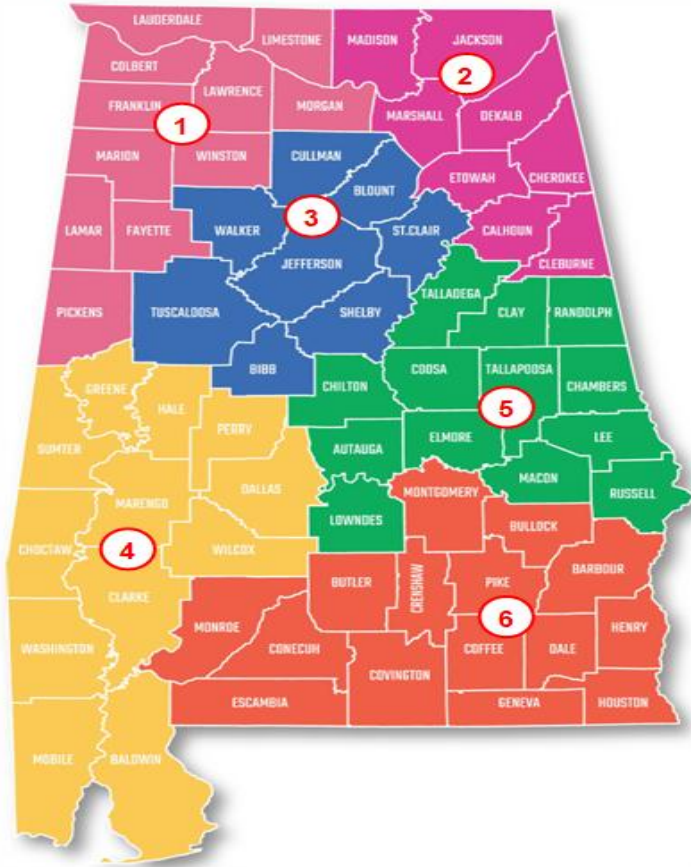 LAUDERDALE
LIMESTONE
MADISON
JACKSON
COLBERT
LAWRENCE
2
FRANKLIN
1
MORGAN
MARSHALL
DEKALB
MARION
WINSTON
CULLMAN
ETOWAH
CHEROKEE
BLOUNT
3
LAMAR
FAYETTE
WALKER
ST.CLAIR
CALHOUN
JEFFERSON
CLEBURNE
TALLADEGA
PICKENS
TUSCALOOSA
SHELBY
CLAY
RANDOLPH
BIBB
GREENE
HALE
CHILTON
COOSA
TALLAPOOSA
CHAMBERS
PERRY
5
SUMTER
AUTAUGA
ELMORE
LEE
DALLAS
MONTGOMERY
MACON
RUSSELL
MARENGO
LOWNDES
BULLOCK
CHOCTAW
4
WILCOX
BARBOUR
CLARKE
BUTLER
CRENSHAW
PIKE
6
MONROE
HENRY
WASHINGTON
CONECUH
COFFEE
DALE
COVINGTON
ESCAMBIA
GENEVA
HOUSTON
MOBILE
BALDWIN